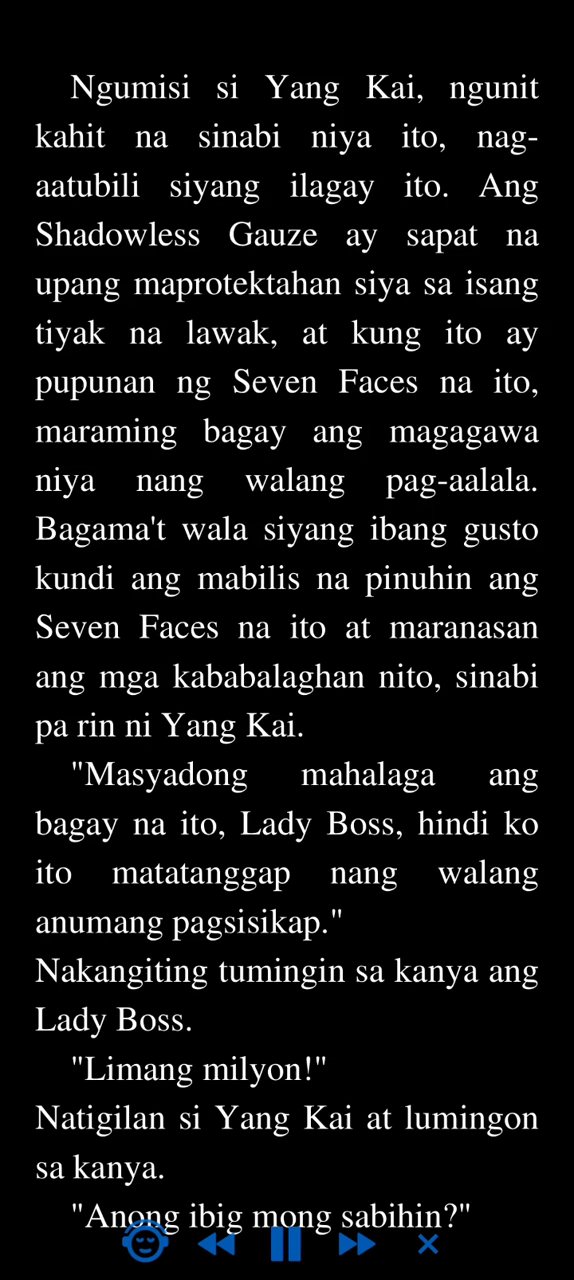 Ngumisi si Yang Kai, ngunit
kahit na sinabi niya ito, nag-
aatubili siyang ilagay ito. Ang
Shadowless Gauze ay sapat na
upang maprotektahan siya sa isang
tiyak na lawak, at kung ito ay
pupunan ng Seven Faces na ito,
maraming bagay ang magagawa
niya nang walang pag-aalala.
Bagama't wala siyang ibang gusto
kundi ang mabilis na pinuhin ang
Seven Faces na ito at maranasan
ang mga kababalaghan nito, sinabi
pa rin ni Yang Kai.
"Masyadong mahalaga ang
bagay na ito, Lady Boss, hindi ko
ito matatanggap nang walang
anumang pagsisikap."
Nakangiting tumingin sa kanya ang
Lady Boss.
"Limang milyon!"
Natigilan si Yang Kai at lumingon
sa kanya.
"Anong ibig mong sabihin?"